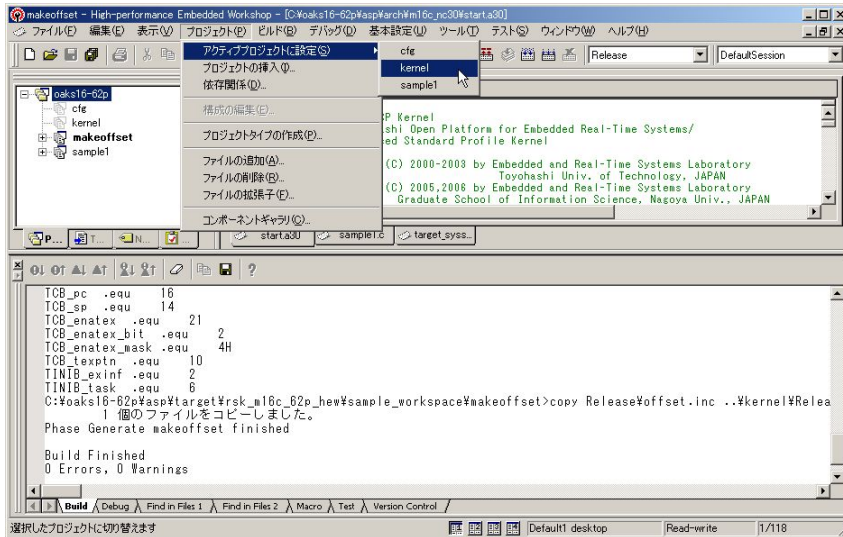 makeoffset - High-performance Embedded Workshop - [C:¥oaks16-62p¥asp¥arch¥m16c_nc30¥start.a30]
ファイル(F) 編集(E) 表示(V) プロジェクト(P) ビルド(B) デバッグ(D) 基本設定(U) ツール(T) テスト(S) ウィンドウ(W) ヘルプ(H)
Release DefaultSession
アクティブプロジェクトに設定(S)
プロジェクトの挿入(I)...
依存関係(D)...
構成の編集(E)...
プロジェクトタイプの作成(P)...
ファイルの追加(A)...
ファイルの削除(R)...
ファイルの拡張子(F)...
コンポーネントギャラリ(C)...
cfg
kernel
sample1
oaks16-62p
cfg
kernel
makeoffset
sample1
P Kernel
shi Open Platform for Embedded Real-Time Systems/
ed Standard Profile Kernel
(C) 2000-2003 by Embedded and Real-Time Systems Laboratory
Toyohashi Univ. of Technology, JAPAN
(C) 2005,2006 by Embedded and Real-Time Systems Laboratory
Graduate School of Information Science, Nagoya Univ., JAPAN
P... T... N... ...
start.a30 sample1.c target_syss...
TCB_pc .equ 16
TCB_sp .equ 14
TCB_enatex .equ 21
TCB_enatex_bit .equ 2
TCB_enatex_mask .equ 4H
TCB_texptn .equ 10
TINIB_exinf .equ 2
TINIB_task .equ 6
C:¥oaks16-62p¥asp¥target¥rsk_m16c_62p_hew¥sample_workspace¥makeoffset>copy Release¥offset.inc ..¥kernel¥Relea
1 個のファイルをコピーしました。
Phase Generate makeoffset finished
Build Finished
0 Errors, 0 Warnings
Build Debug Find in Files 1 Find in Files 2 Macro Test Version Control
選択したプロジェクトに切り替えます Default1 desktop Read-write 1/118